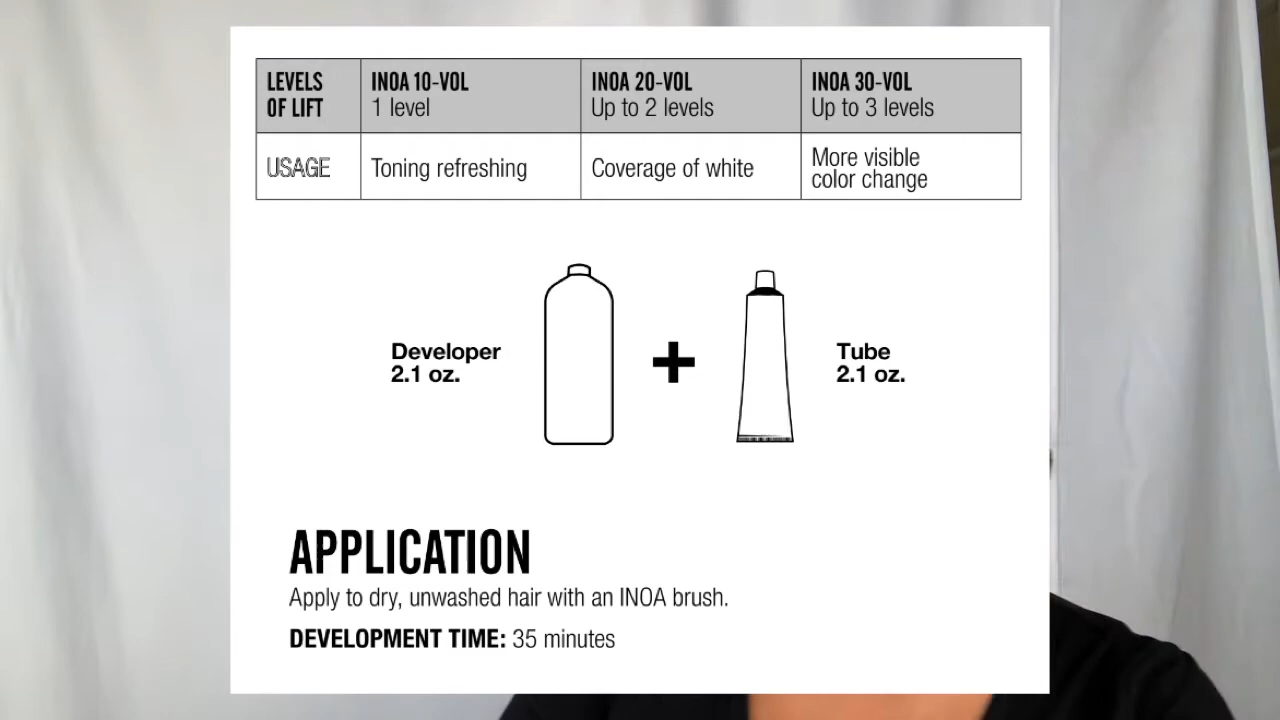 LEVELS OF LIFT
INOA 10-VOL
1 level
INOA 20-VOL
Up to 2 levels
INOA 30-VOL
Up to 3 levels
USAGE
Toning refreshing
Coverage of white
More visible
color change
Developer
2.1 oz.
Tube
2.1 oz.
APPLICATION
Apply to dry, unwashed hair with an INOA brush.
DEVELOPMENT TIME: 35 minutes